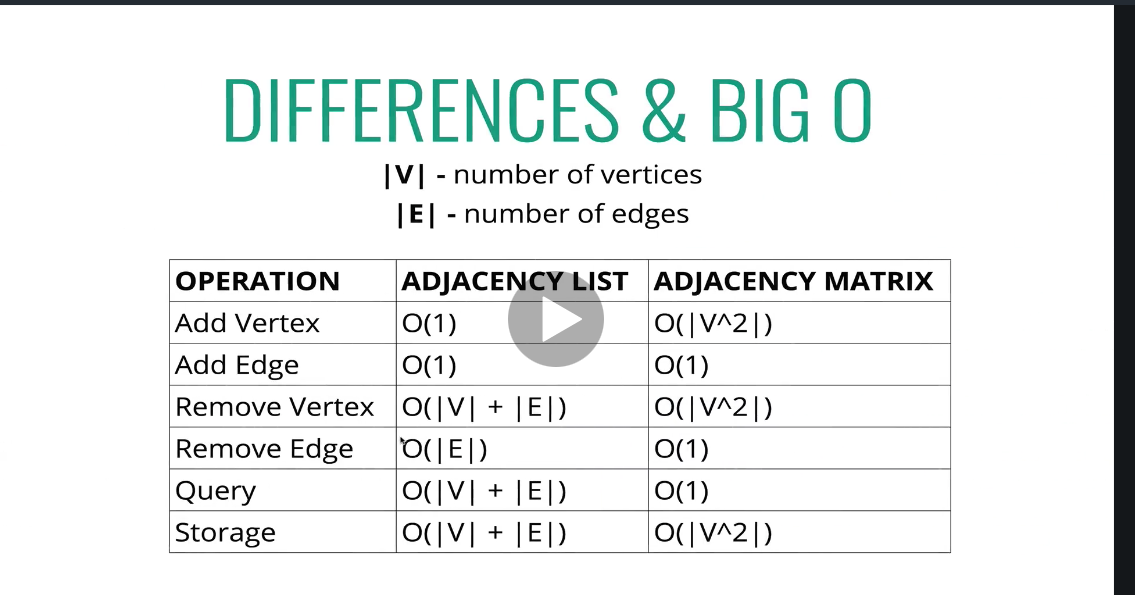 DIFFERENCES & BIG O
|V| - number of vertices
|E| - number of edges
OPERATION ADJACENCY LIST ADJACENCY MATRIX
Add Vertex O(1) O(|V^2|)
Add Edge O(1) O(1)
Remove Vertex O(|V| + |E|) O(|V^2|)
Remove Edge O(|E|) O(1)
Query O(|V| + |E|) O(1)
Storage O(|V| + |E|) O(|V^2|)